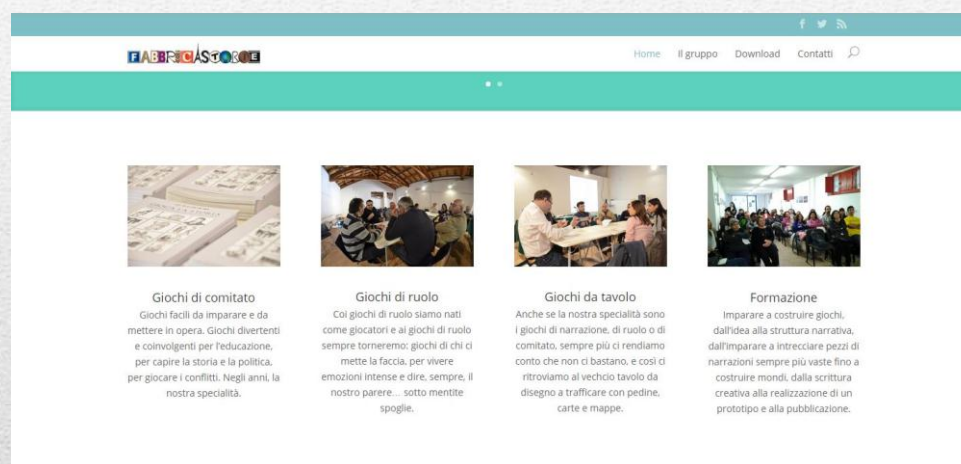 FABBRICASTORIE
Home Il gruppo Download Contatti
Giochi di comitato
Giochi facili da imparare e da
mettere in opera. Giochi divertenti
e coinvolgenti per l'educazione,
per capire la storia e la politica,
per giocare i conflitti. Negli anni, la
nostra specialità.
Giochi di ruolo
Coi giochi di ruolo siamo nati
come giocatori e ai giochi di ruolo
sempre torneremo: giochi di chi ci
mette la faccia, per vivere
emozioni intense e dire, sempre, il
nostro parere... sotto mentite
spoglie.
Giochi da tavolo
Anche se la nostra specialità sono
i giochi di narrazione, di ruolo o di
comitato, sempre più ci rendiamo
conto che non ci bastano, e così ci
ritroviamo al vechcio tavolo da
disegno a trafficare con pedine,
carte e mappe.
Formazione
Imparare a costruire giochi,
dall'idea alla struttura narrativa,
dall'imparare a intrecciare pezzi di
narrazioni sempre più vaste fino a
costruire mondi, dalla scrittura
creativa alla realizzazione di un
prototipo e alla pubblicazione.